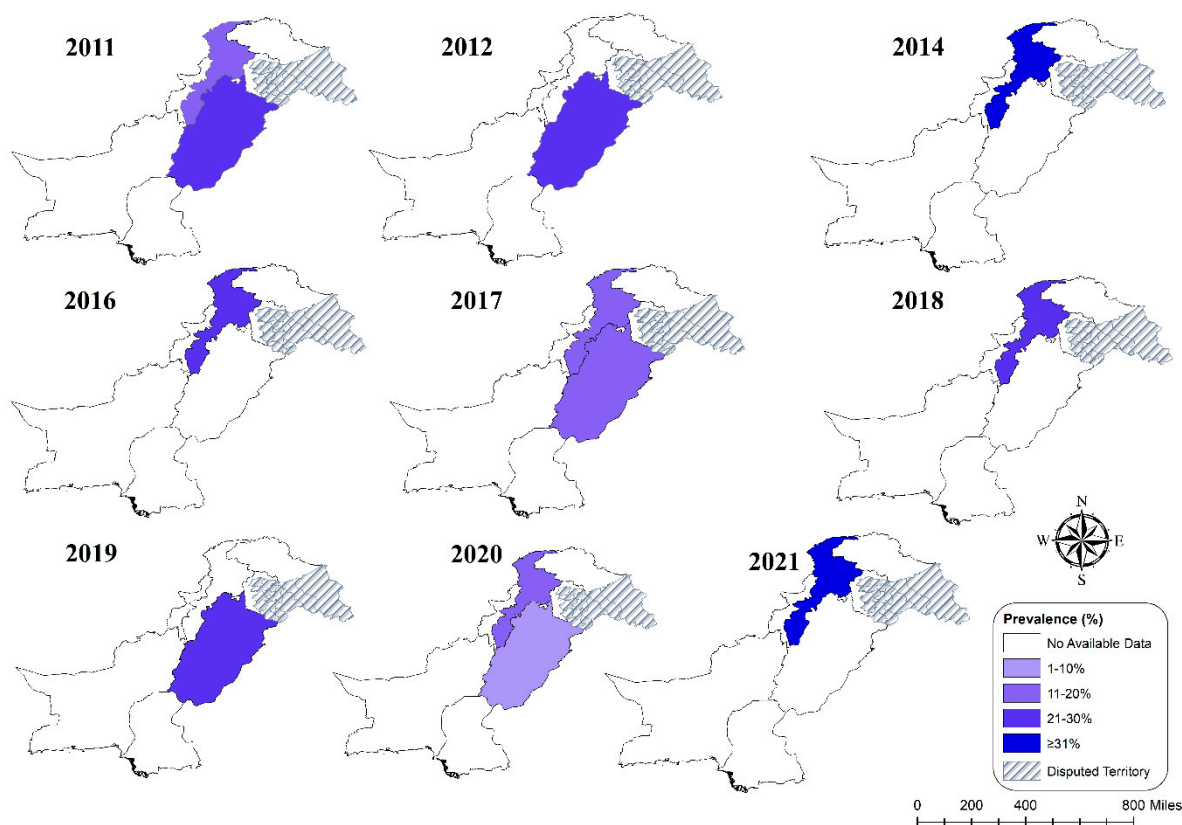 2011
2012
2014
2016
2017
2018
2019
2020
2021
N
W E
S
Prevalence (%)
No Available Data
1-10%
11-20%
21-30%
≥31%
Disputed Territory
0 200 400 800 Miles